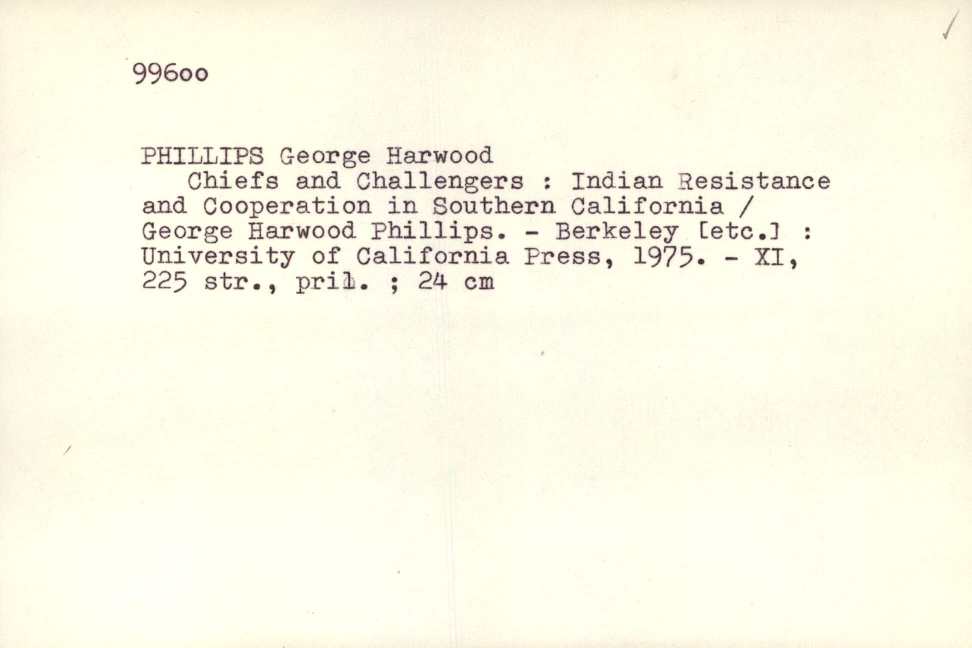 99600
PHILLIPS George Harwood
Chiefs and Challengers : Indian Resistance
and Cooperation in Southern California /
George Harwood Phillips. - Berkeley [etc.] :
University of California Press, 1975. - XI,
225 str., pril. ; 24 cm